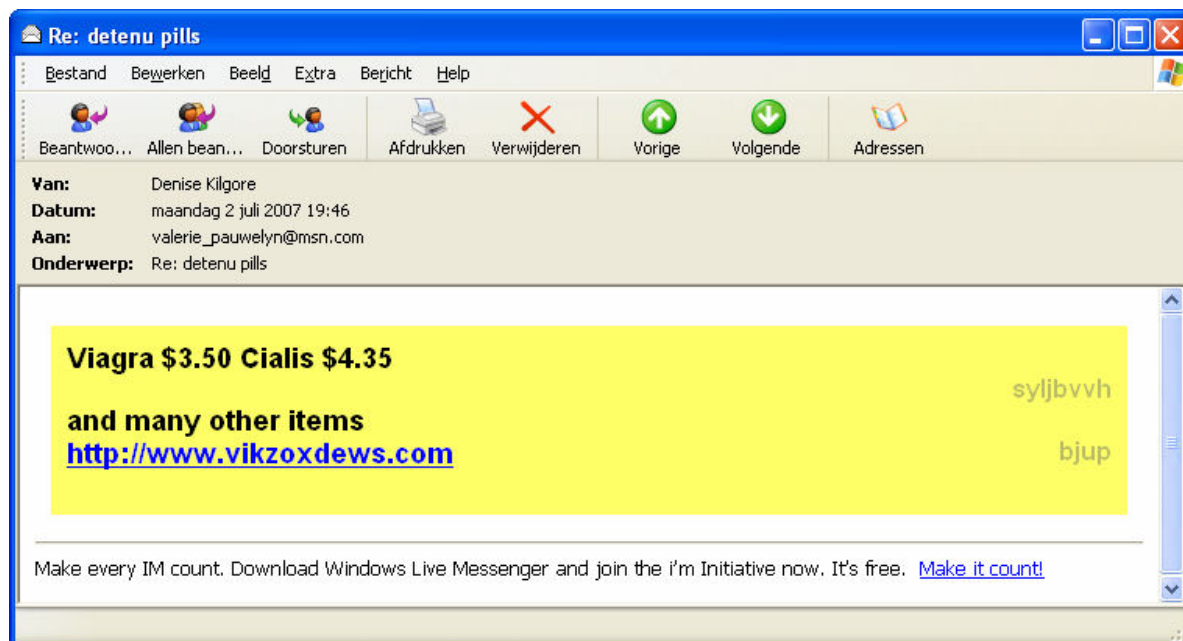 Re: detenu pills
Bestand Bewerken Beeld Extra Bericht Help
Beantwoo... Allen bean... Doorsturen Afdrukken Verwijderen Vorige Volgende Adressen
Van: Denise Kilgore
Datum: maandag 2 juli 2007 19:46
Aan: valerie_pauwelyn@msn.com
Onderwerp: Re: detenu pills
Viagra $3.50 Cialis $4.35
syljbvvh
and many other items
http://www.vikzoxdews.com
bjup
Make every IM count. Download Windows Live Messenger and join the i'm Initiative now. It's free. Make it count!